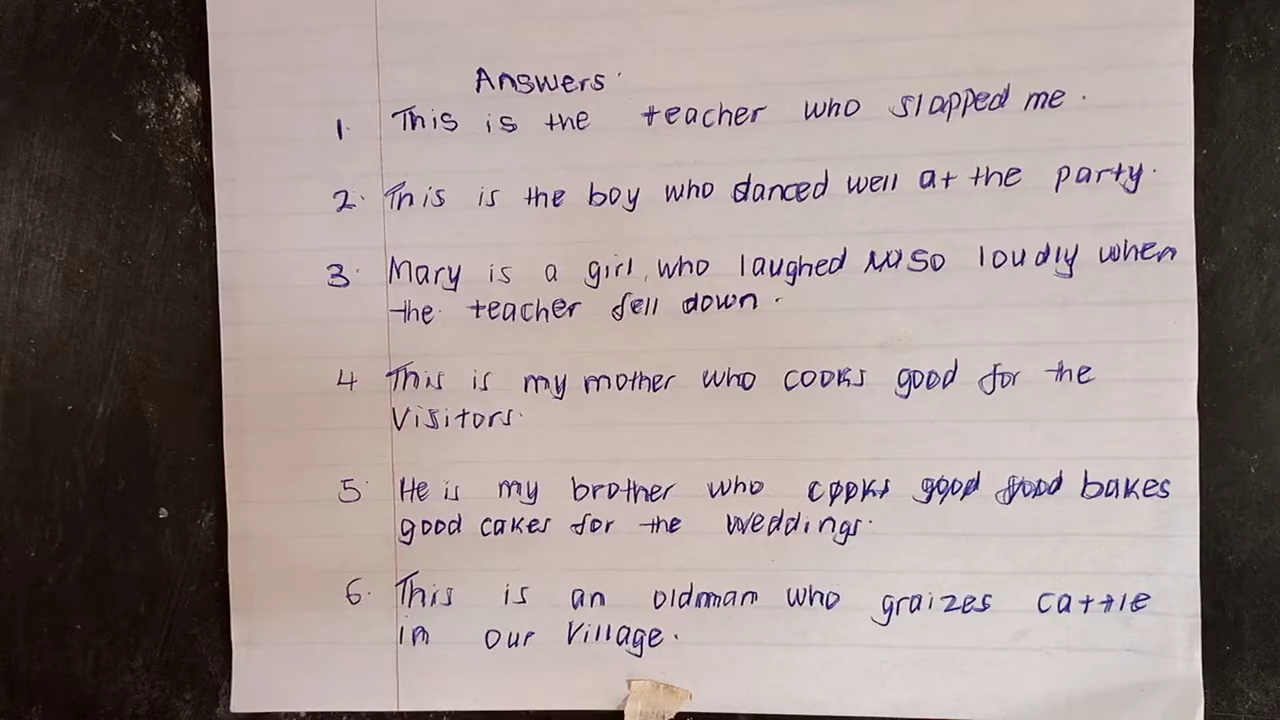 Answers.
1. This is the teacher who slapped me.
2. This is the boy who danced well at the party.
3. Mary is a girl who laughed so loudly when
the teacher fell down.
4 This is my mother who cooks good for the
visitors.
5. He is my brother who cooks good food bakes
good cakes for the weddings.
6. This is an oldman who graizes cattle
in our village.